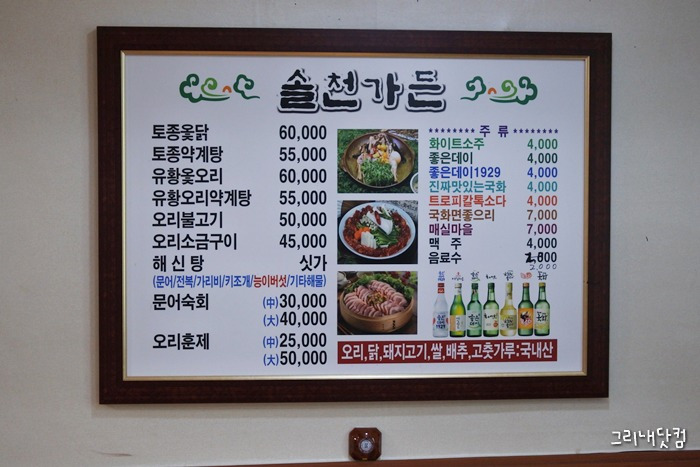 솔천가든
토종옻닭 60,000
토종약계탕 55,000
유황옻오리 60,000
유황오리약계탕 55,000
오리불고기 50,000
오리소금구이 45,000
해신탕 싯가
(문어/전복/가리비/키조개/능이버섯/기타해물)
문어숙회 (中)30,000
(大)40,000
오리훈제 (中)25,000
(大)50,000
******** 주 류 ********
화이트소주 4,000
좋은데이 4,000
좋은데이1929 4,000
진짜맛있는국화 4,000
트로피칼톡소다 4,000
국화면좋으리 7,000
매실마을 7,000
맥 주 4,000
음료수
2,000
오리,닭,돼지고기,쌀,배추,고춧가루:국내산
그리내닷컴